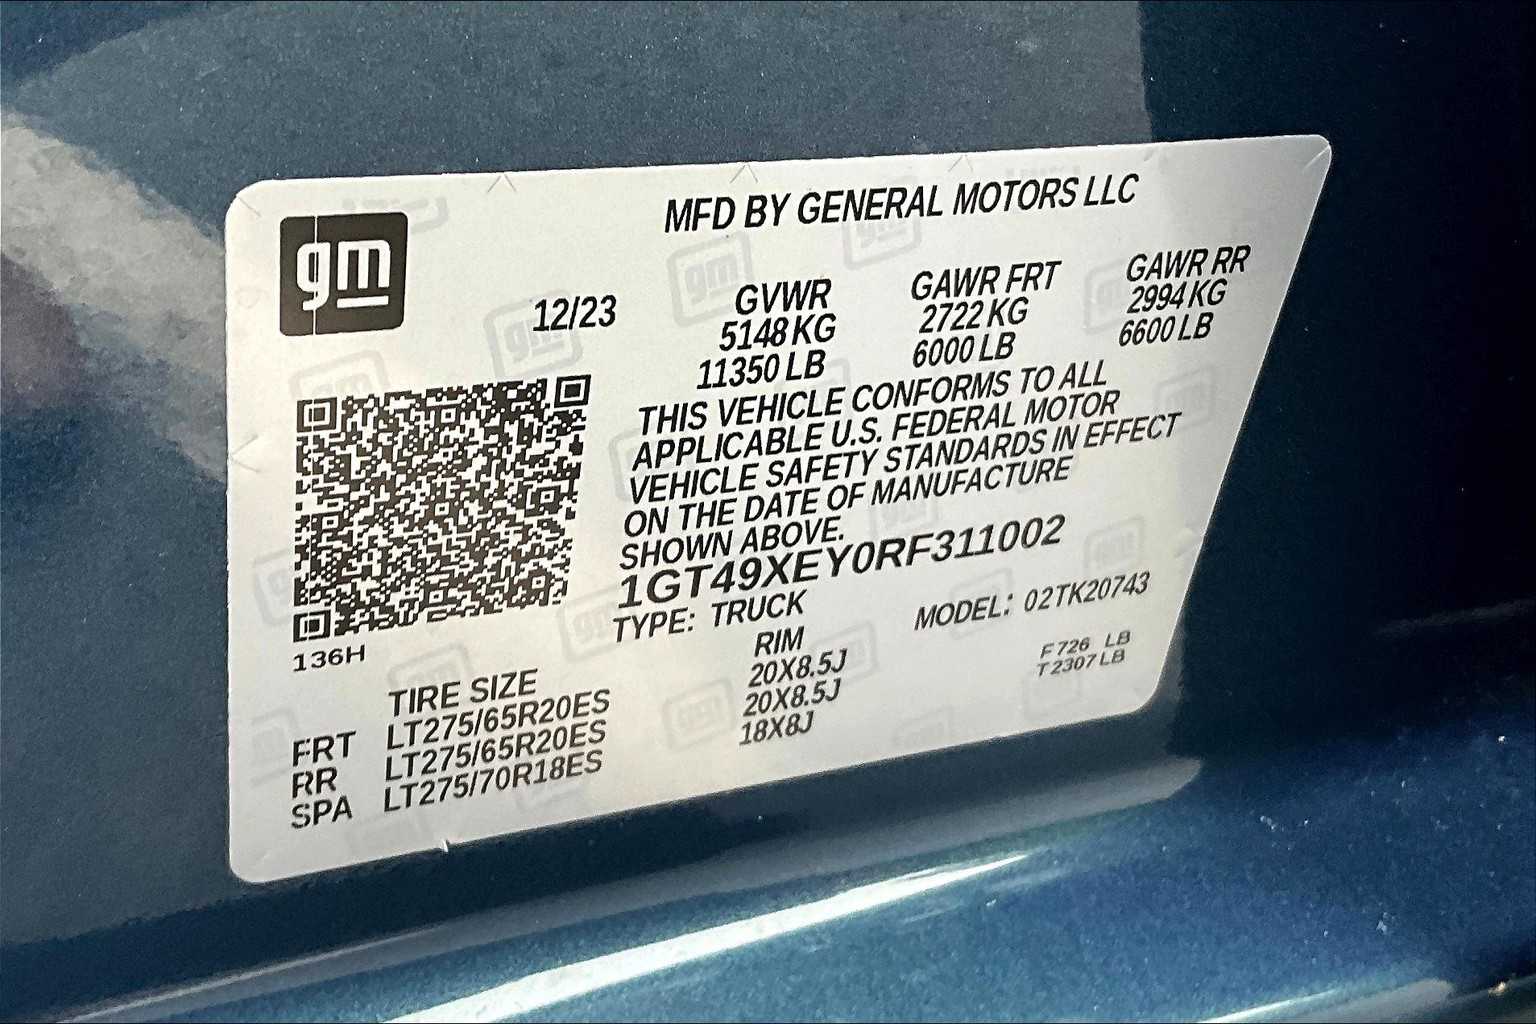 gm
MFD BY GENERAL MOTORS LLC
12/23
GVWR GAWR FRT GAWR RR
5148 KG 2722 KG 2994 KG
11350 LB 6000 LB 6600 LB
THIS VEHICLE CONFORMS TO ALL
APPLICABLE U.S. FEDERAL MOTOR
VEHICLE SAFETY STANDARDS IN EFFECT
ON THE DATE OF MANUFACTURE
SHOWN ABOVE.
1GT49XEY0RF311002
TYPE: TRUCK MODEL: 02TK20743
136H
F 726 LB
T 2307 LB
TIRE SIZE RIM
FRT LT275/65R20ES 20X8.5J
RR LT275/65R20ES 20X8.5J
SPA LT275/70R18ES 18X8J